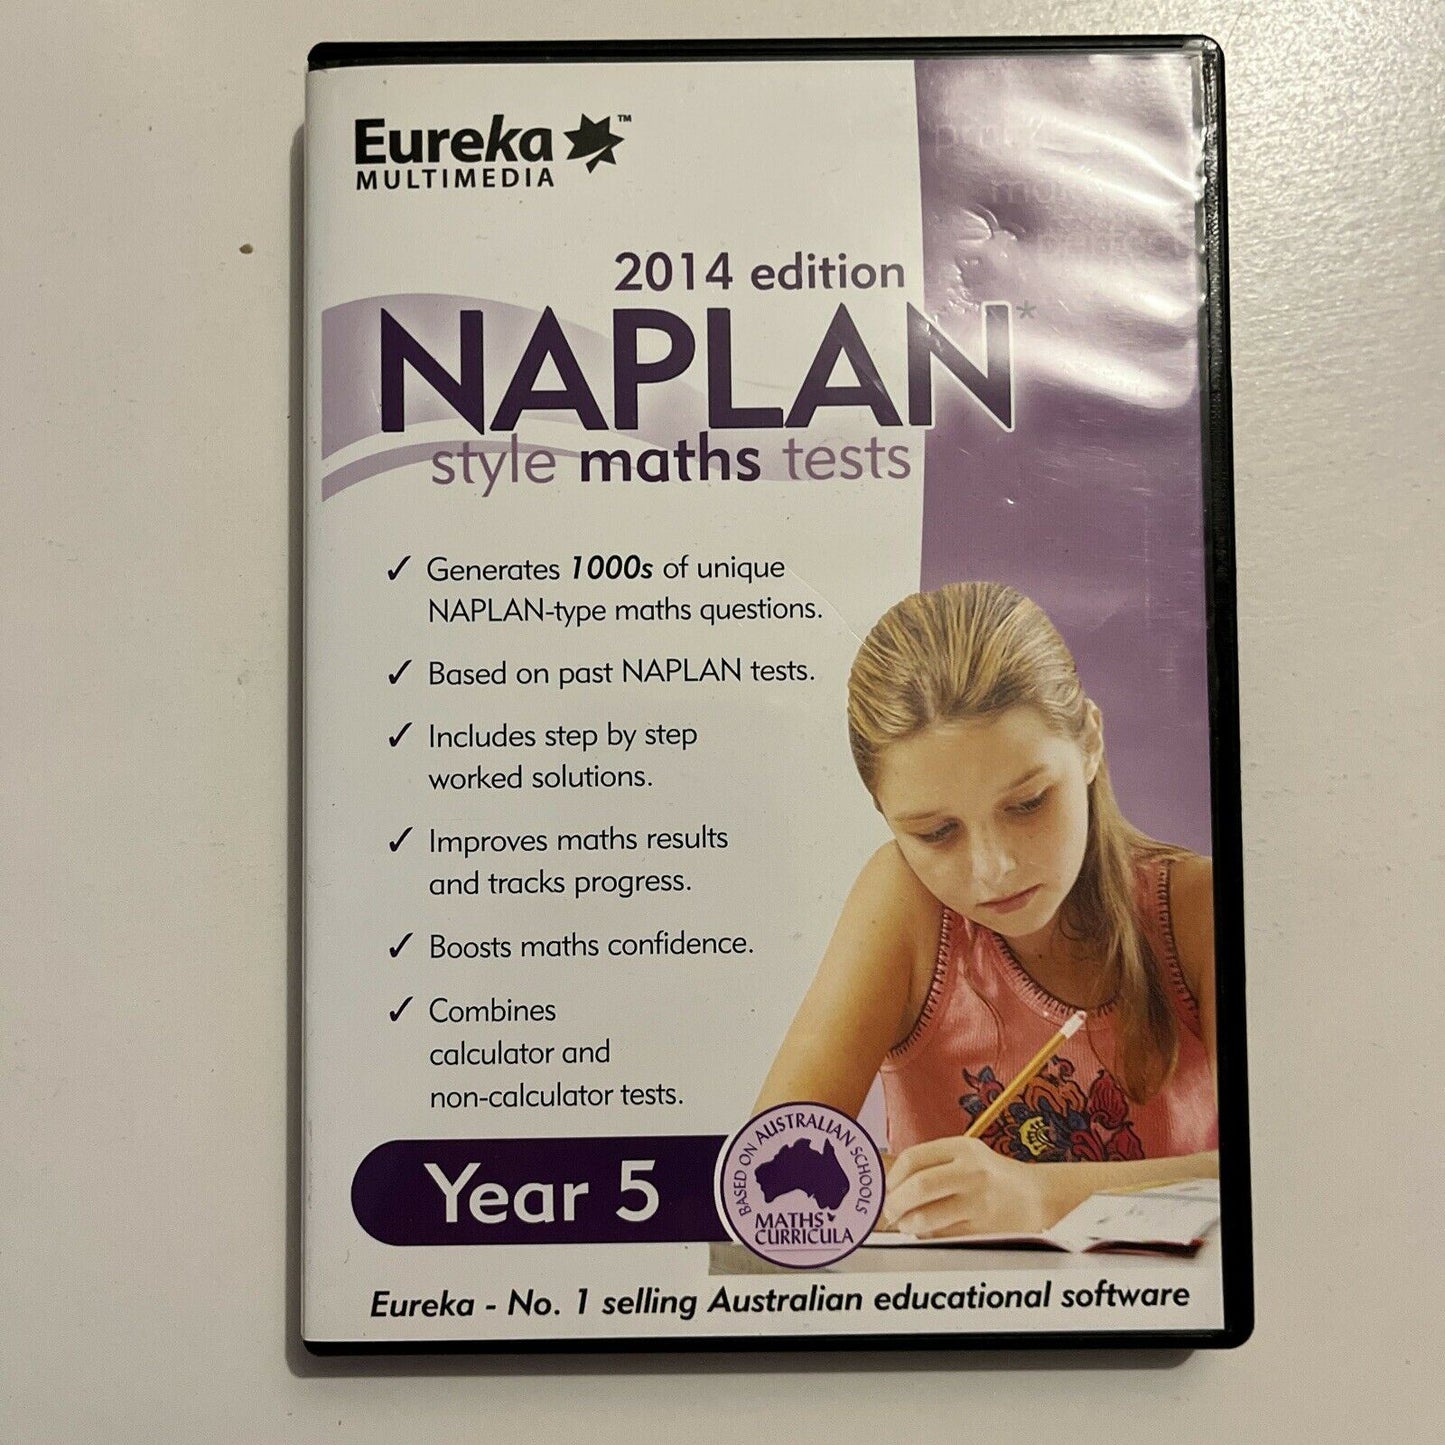 Eureka ™
MULTIMEDIA
2014 edition
NAPLAN*
style maths tests
✓ Generates 1000s of unique
NAPLAN-type maths questions.
✓ Based on past NAPLAN tests.
✓ Includes step by step
worked solutions.
✓ Improves maths results
and tracks progress.
✓ Boosts maths confidence.
✓ Combines
calculator and
non-calculator tests.
Year 5
BASED ON AUSTRALIAN SCHOOLS
MATHS
CURRICULA
Eureka - No. 1 selling Australian educational software